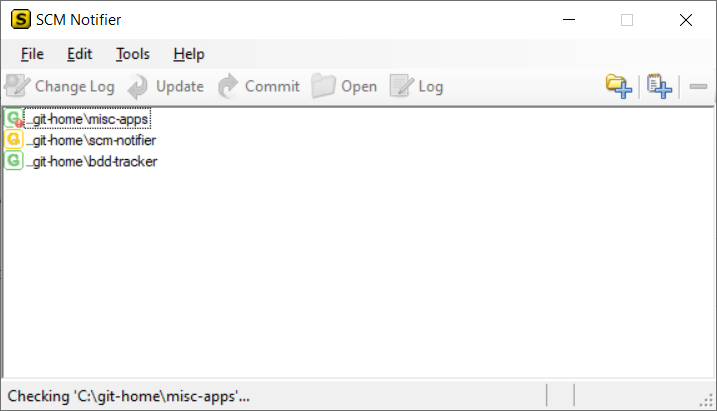 S SCM Notifier
File Edit Tools Help
Change Log Update Commit Open Log
G ...git-home\misc-apps
G ...git-home\scm-notifier
G ...git-home\bdd-tracker
Checking 'C:\git-home\misc-apps'...